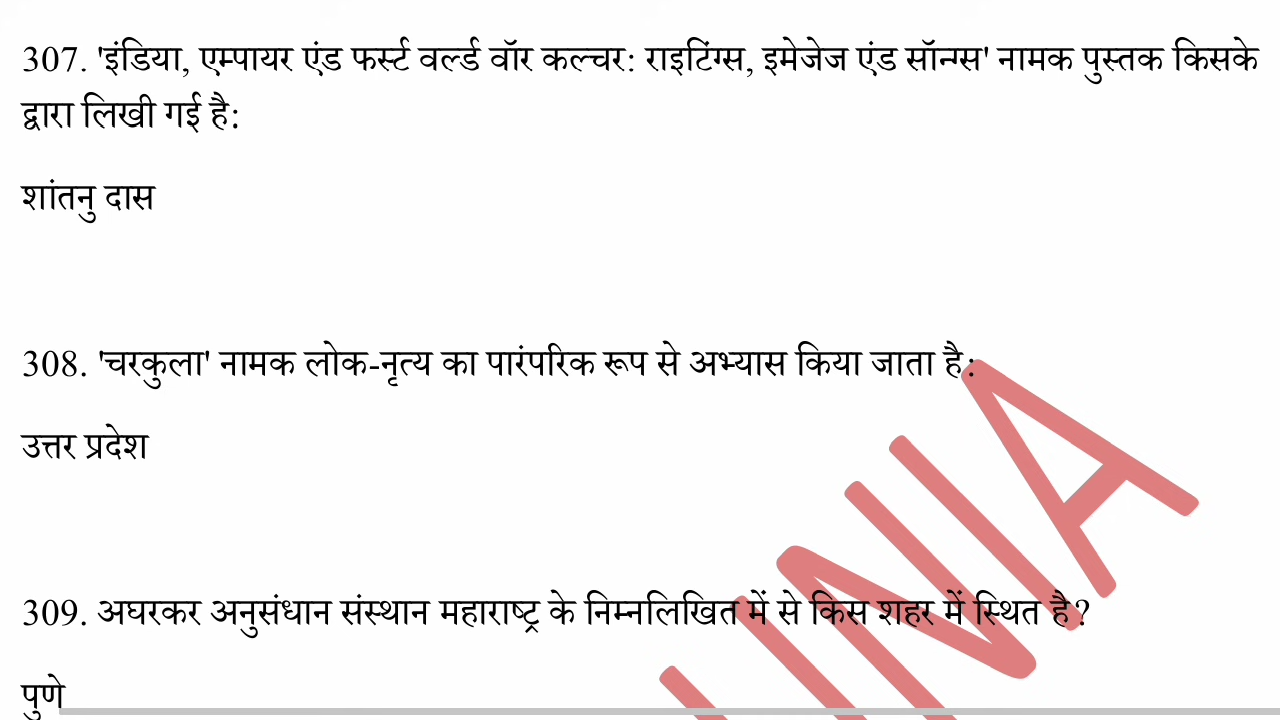 307. 'इंडिया, एम्पायर एंड फर्स्ट वर्ल्ड वॉर कल्चर: राइटिंग्स, इमेजेज एंड सॉन्ग्स' नामक पुस्तक किसके
द्वारा लिखी गई है:
शांतनु दास
308. 'चरकुला' नामक लोक-नृत्य का पारंपरिक रूप से अभ्यास किया जाता है:
उत्तर प्रदेश
309. अघरकर अनुसंधान संस्थान महाराष्ट्र के निम्नलिखित में से किस शहर में स्थित है?
पुणे